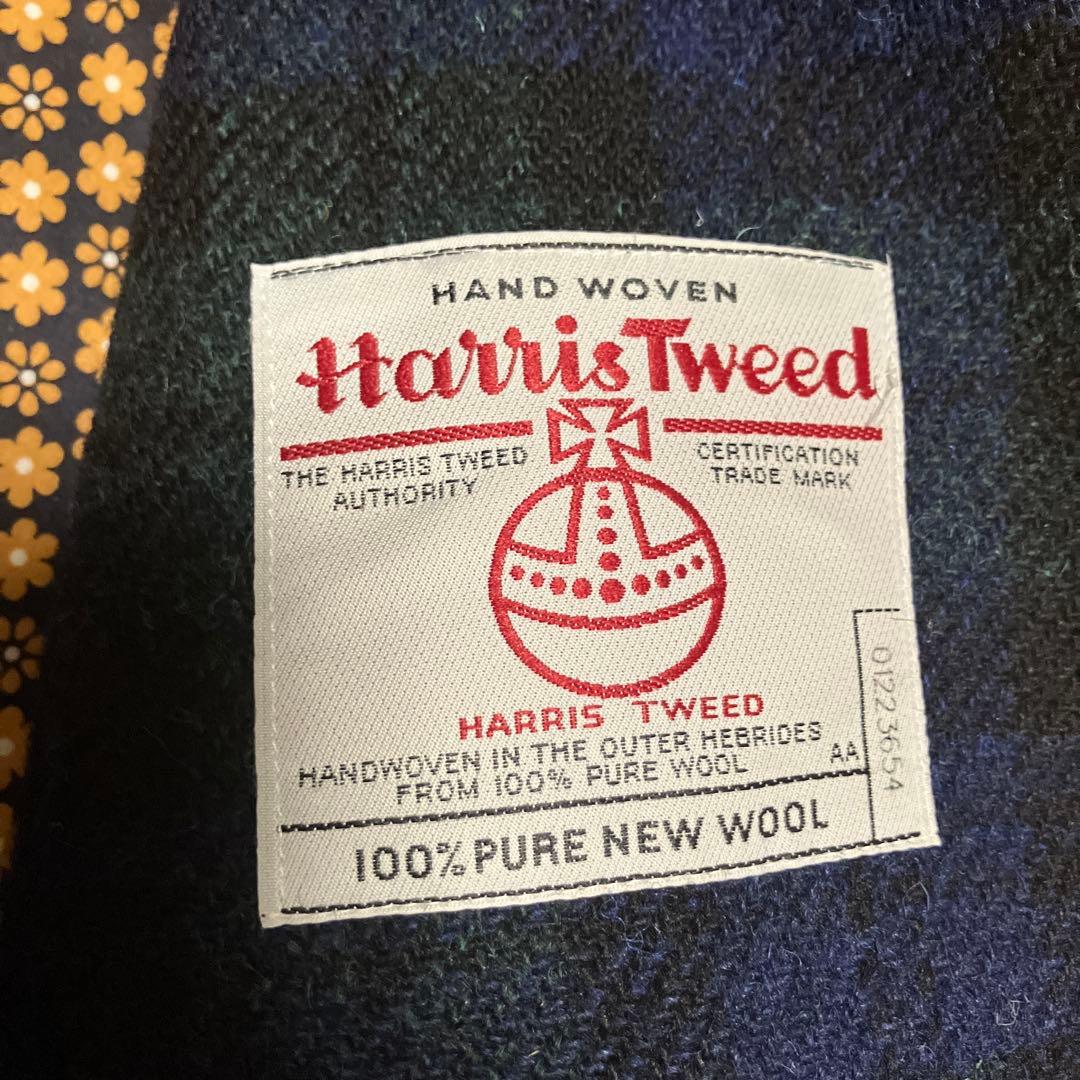 HAND WOVEN
Harris Tweed
THE HARRIS TWEED
AUTHORITY
CERTIFICATION
TRADE MARK
HARRIS TWEED
HANDWOVEN IN THE OUTER HEBRIDES
FROM 100% PURE WOOL
AA
01223654
100% PURE NEW WOOL